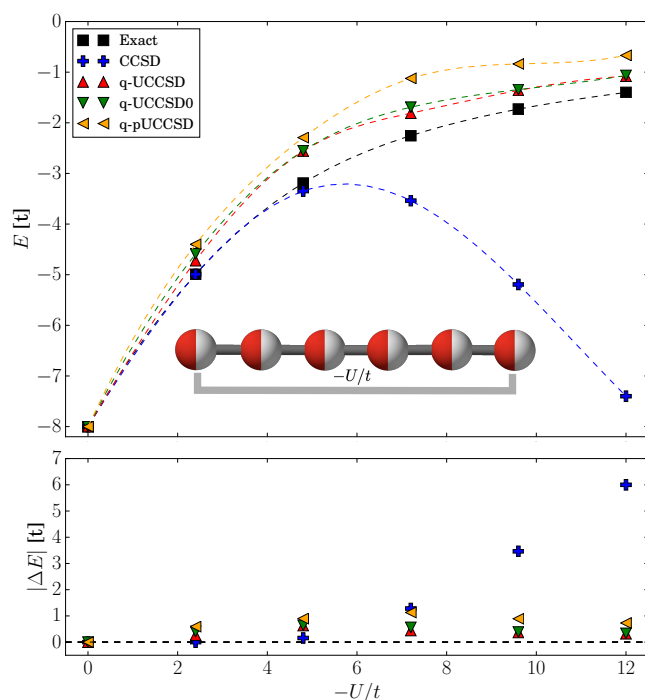 0
−1
−2
−3
−4
−5
−6
−7
−8
E [t]
Exact
CCSD
q-UCCSD
q-UCCSD0
q-pUCCSD
−U/t
7
6
5
4
3
2
1
0
|ΔE| [t]
0 2 4 6 8 10 12
−U/t